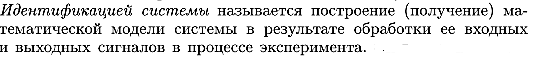 Идентификацией системы называется построение (получение) ма-
тематической модели системы в результате обработки ее входных
и выходных сигналов в процессе эксперимента.